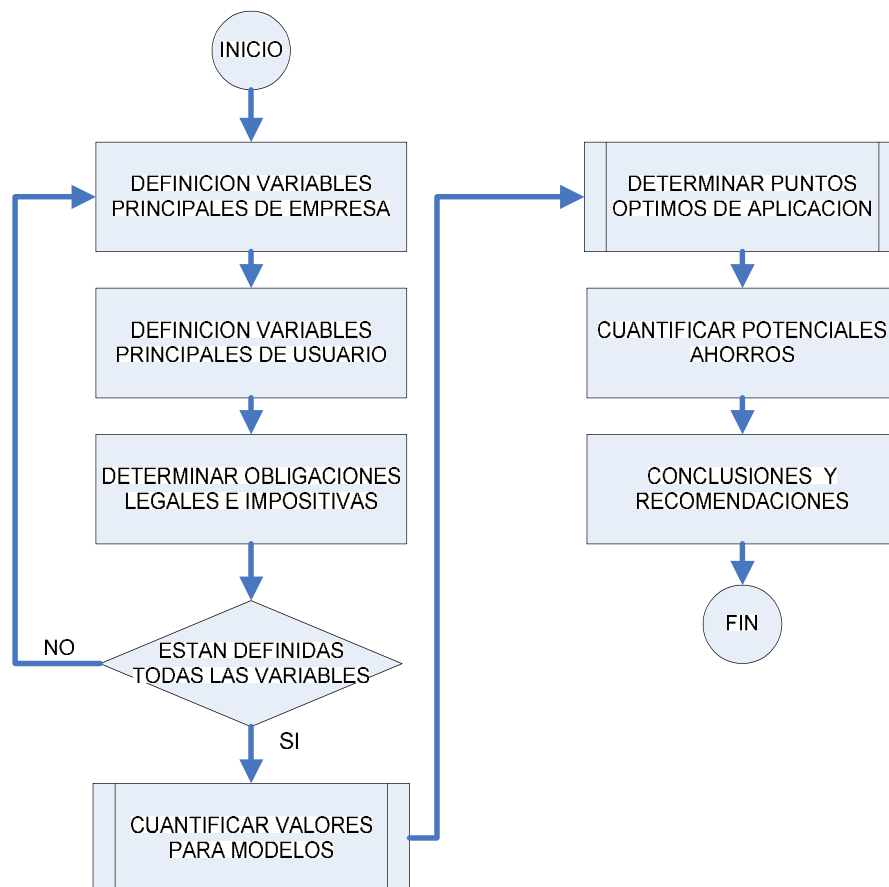 INICIO
DEFINICION VARIABLES
PRINCIPALES DE EMPRESA
DEFINICION VARIABLES
PRINCIPALES DE USUARIO
DETERMINAR OBLIGACIONES
LEGALES E IMPOSITIVAS
NO
ESTAN DEFINIDAS
TODAS LAS VARIABLES
SI
CUANTIFICAR VALORES
PARA MODELOS
DETERMINAR PUNTOS
OPTIMOS DE APLICACION
CUANTIFICAR POTENCIALES
AHORROS
CONCLUSIONES Y
RECOMENDACIONES
FIN